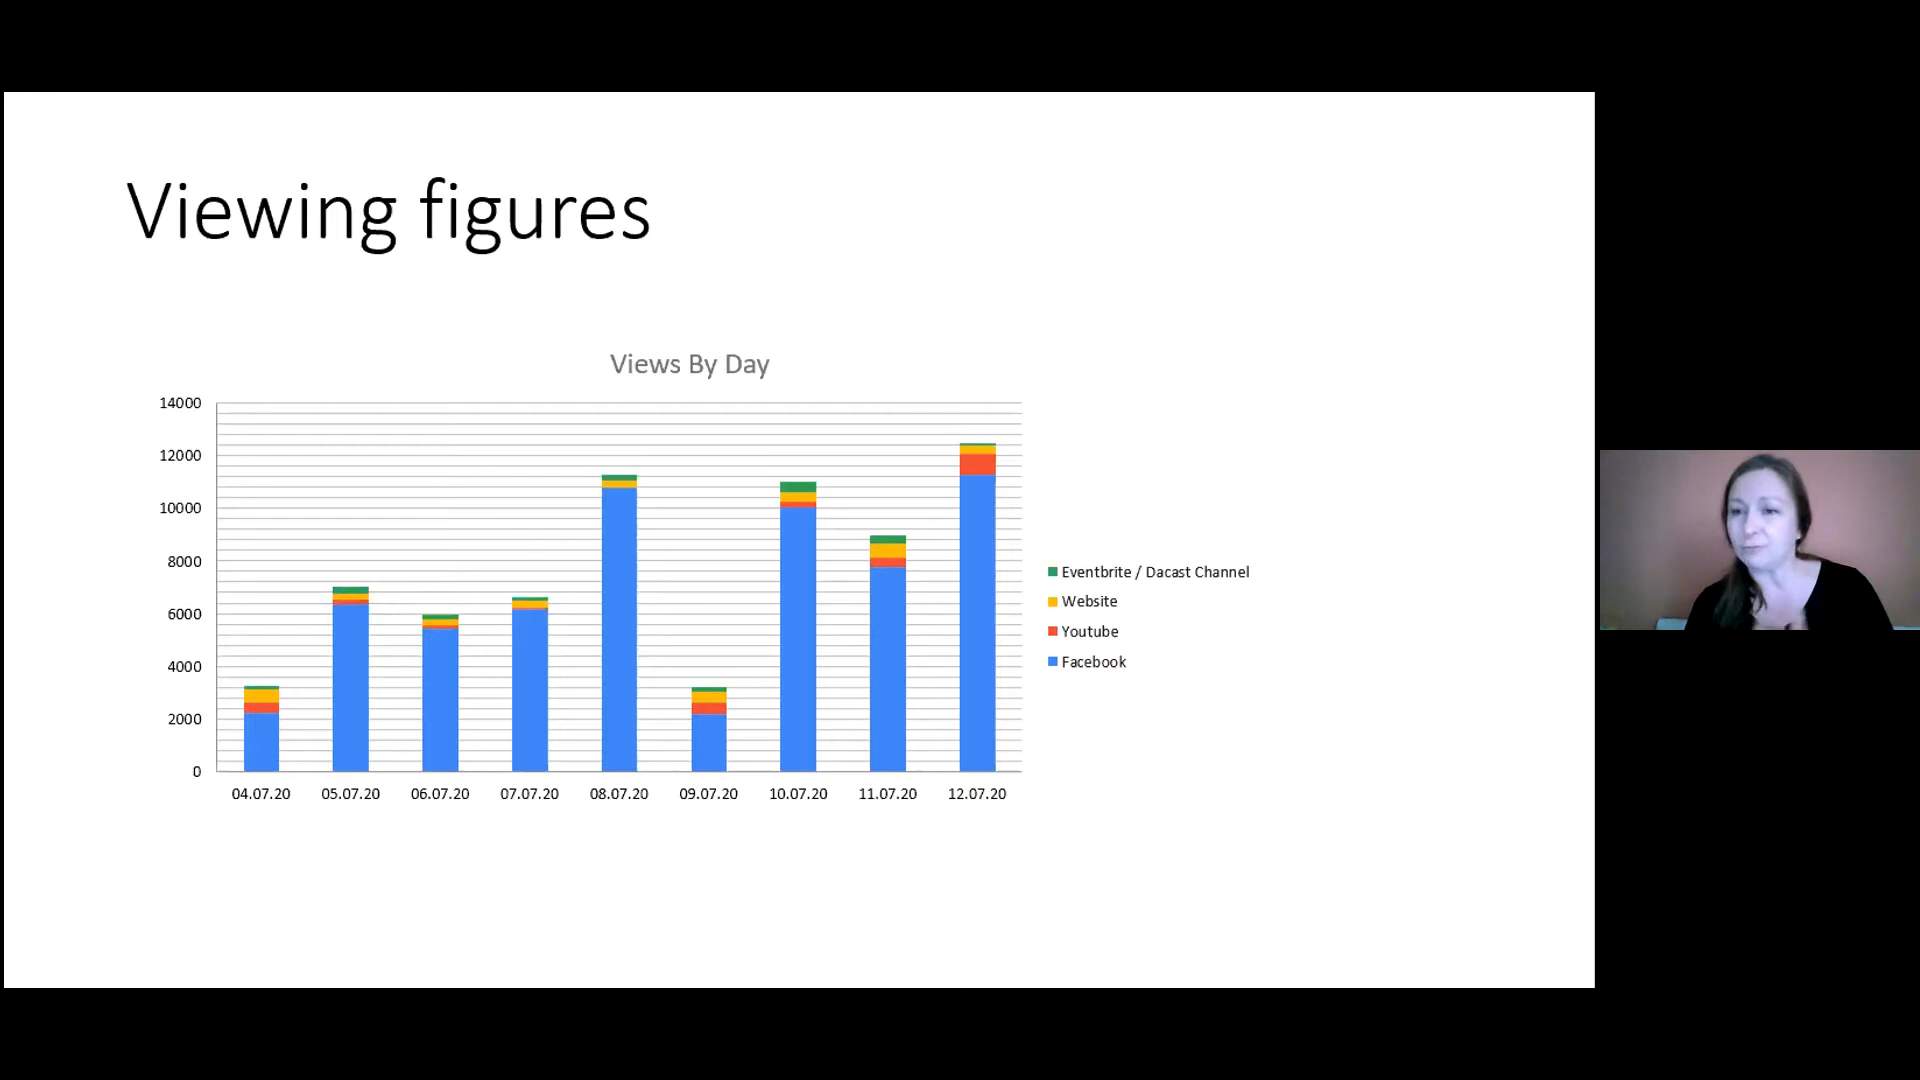 Viewing figures
Views By Day
14000
12000
10000
8000
6000
4000
2000
0
04.07.20 05.07.20 06.07.20 07.07.20 08.07.20 09.07.20 10.07.20 11.07.20 12.07.20
Eventbrite / Dacast Channel
Website
Youtube
Facebook